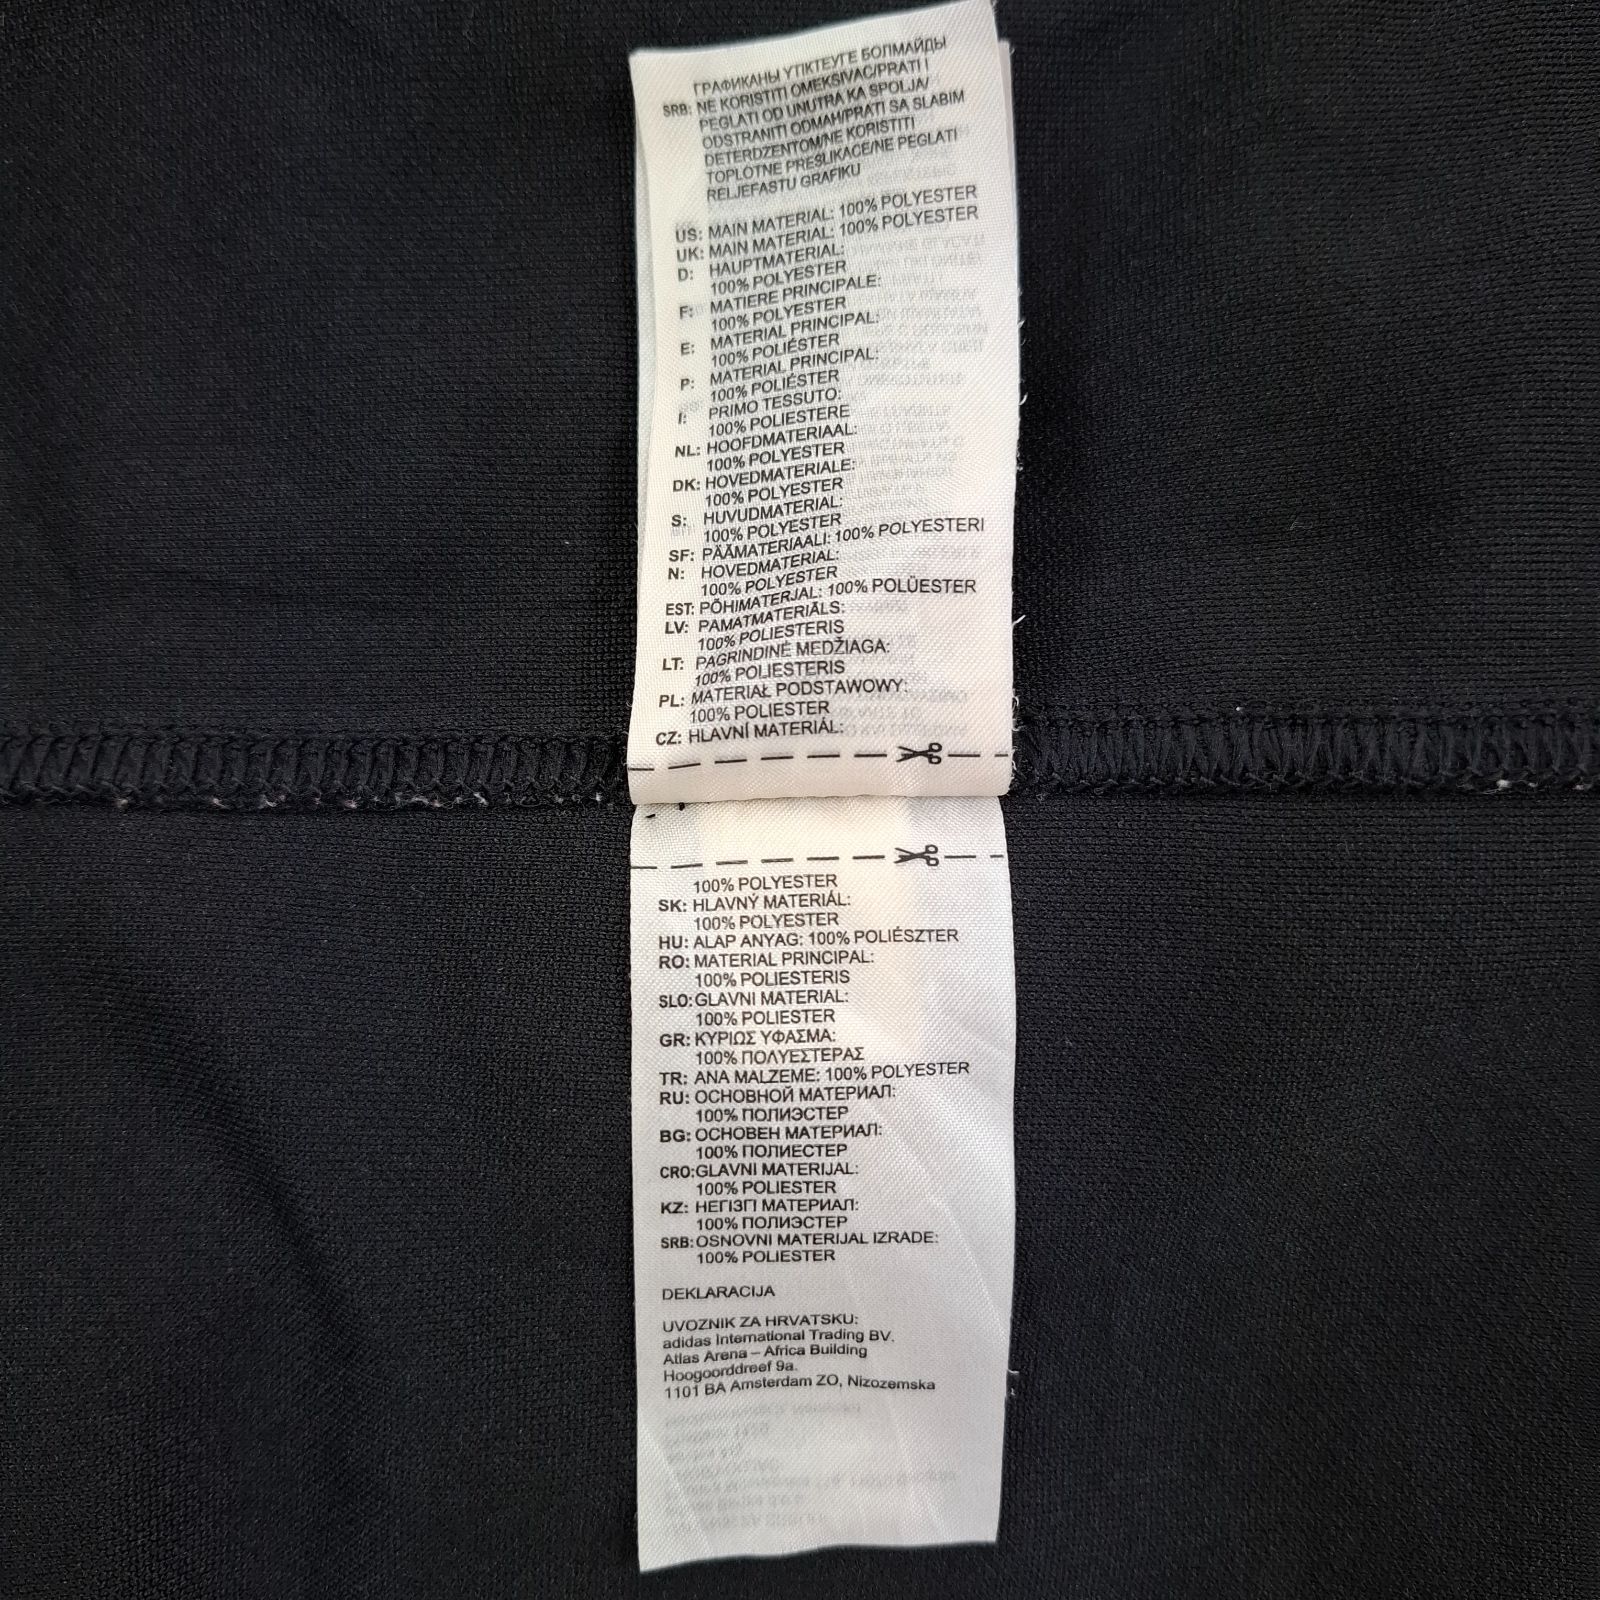 ГРАФИКАНЫ ҮТІКТЕУГЕ БОЛМАЙДЫ
SRB: NE KORISTITI OMEKSIVAC/PRATI I
PEGLATI OD UNUTRA KA SPOLJA/
ODSTRANITI ODMAH/PRATI SA SLABIM
DETERDZENTOM/NE KORISTITI
TOPLOTNE PRESLIKACE/NE PEGLATI
RELJEFASTU GRAFIKU
US: MAIN MATERIAL: 100% POLYESTER
UK: MAIN MATERIAL: 100% POLYESTER
D: HAUPTMATERIAL:
100% POLYESTER
F: MATIERE PRINCIPALE:
100% POLYESTER
E: MATERIAL PRINCIPAL:
100% POLIÉSTER
P: MATERIAL PRINCIPAL:
100% POLIÉSTER
I: PRIMO TESSUTO:
100% POLIESTERE
NL: HOOFDMATERIAAL:
100% POLYESTER
DK: HOVEDMATERIALE:
100% POLYESTER
S: HUVUDMATERIAL:
100% POLYESTER
SF: PÄÄMATERIAALI: 100% POLYESTERI
N: HOVEDMATERIAL:
100% POLYESTER
EST: PÕHIMATERJAL: 100% POLÜESTER
LV: PAMATMATERIĀLS:
100% POLIESTERIS
LT: PAGRINDINĖ MEDŽIAGA:
100% POLIESTERIS
PL: MATERIAŁ PODSTAWOWY:
100% POLIESTER
CZ: HLAVNÍ MATERIÁL:
100% POLYESTER
SK: HLAVNÝ MATERIÁL:
100% POLYESTER
HU: ALAP ANYAG: 100% POLIÉSZTER
RO: MATERIAL PRINCIPAL:
100% POLIESTERIS
SLO: GLAVNI MATERIAL:
100% POLIESTER
GR: ΚΥΡΙΩΣ ΥΦΑΣΜΑ:
100% ΠΟΛΥΕΣΤΕΡΑΣ
TR: ANA MALZEME: 100% POLYESTER
RU: ОСНОВНОЙ МАТЕРИАЛ:
100% ПОЛИЭСТЕР
BG: ОСНОВЕН МАТЕРИАЛ:
100% ПОЛИЕСТЕР
CRO: GLAVNI MATERIJAL:
100% POLIESTER
KZ: НЕГІЗГІ МАТЕРИАЛ:
100% ПОЛИЭСТЕР
SRB: OSNOVNI MATERIJAL IZRADE:
100% POLIESTER
DEKLARACIJA
UVOZNIK ZA HRVATSKU:
adidas International Trading BV.
Atlas Arena – Africa Building
Hoogoorddreef 9a.
1101 BA Amsterdam ZO, Nizozemska